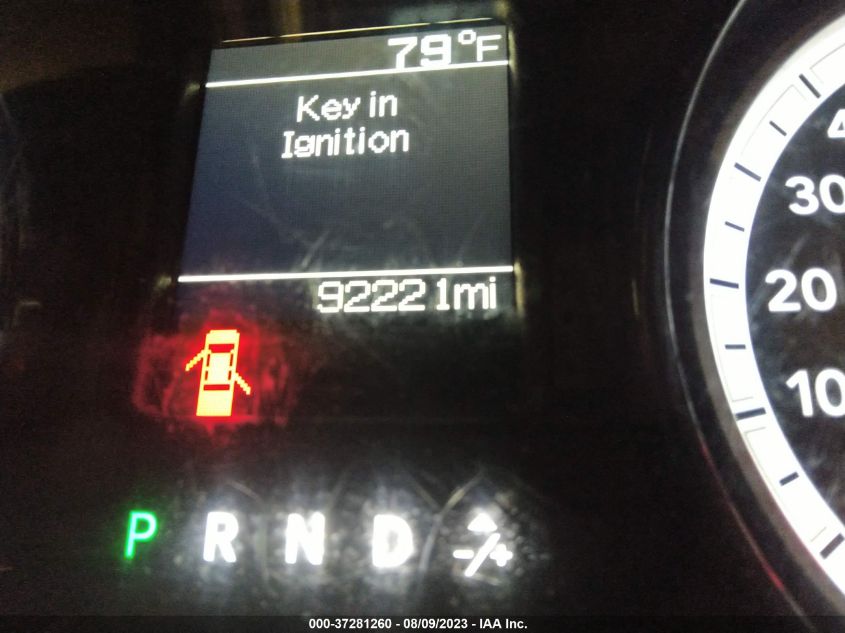 79°F
Key in
Ignition
92221mi
30
20
10
P R N D -/+
000-37281260 - 08/09/2023 - IAA Inc.